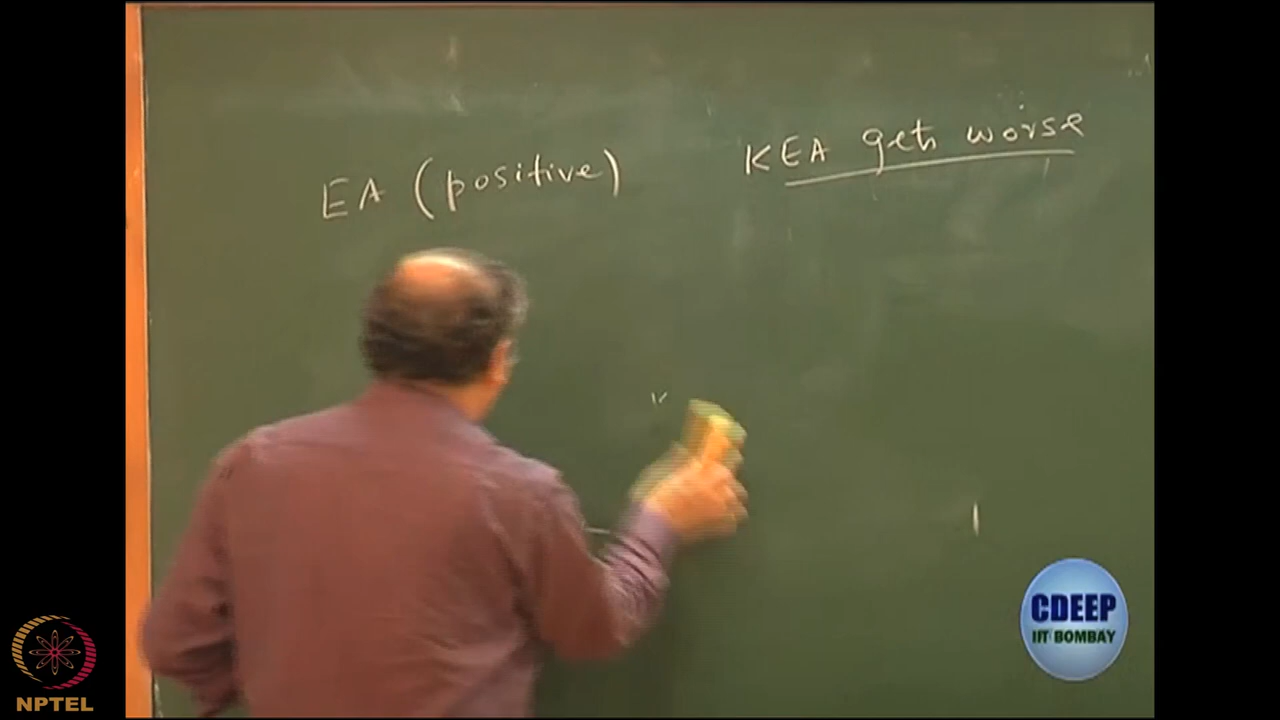 EA (positive)
KEA gets worse
CDEEP
IIT BOMBAY
NPTEL